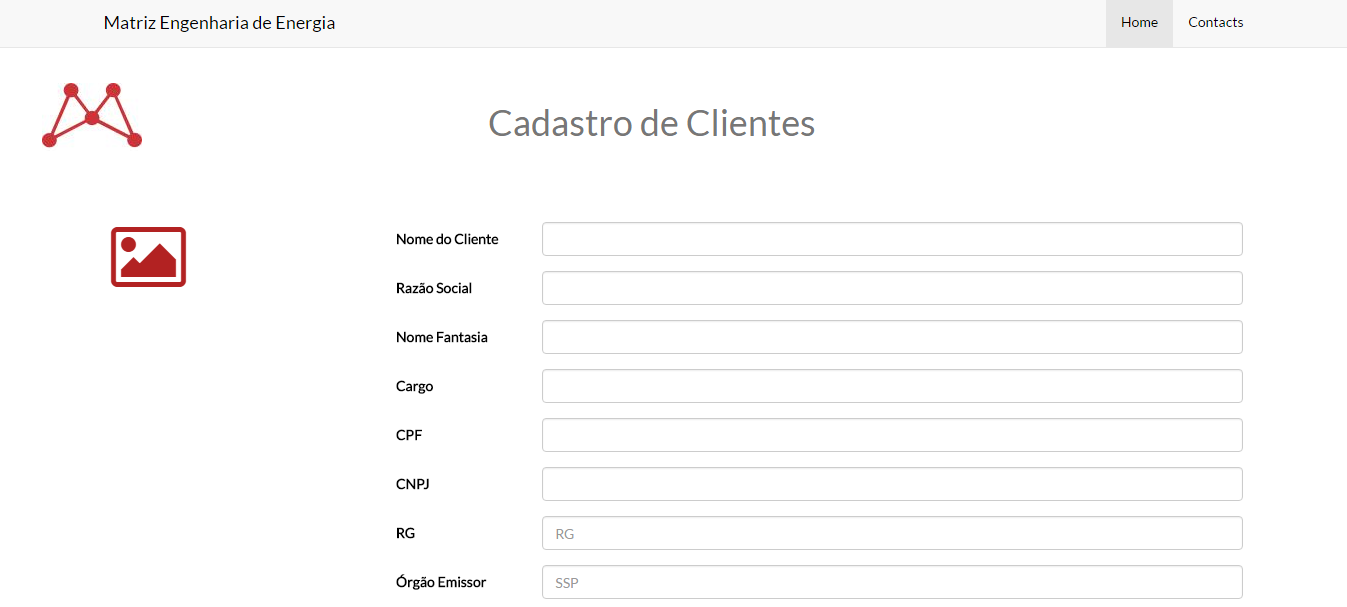 Matriz Engenharia de Energia
Home
Contacts
Cadastro de Clientes
Nome do Cliente
Razão Social
Nome Fantasia
Cargo
CPF
CNPJ
RG
RG
Órgão Emissor
SSP